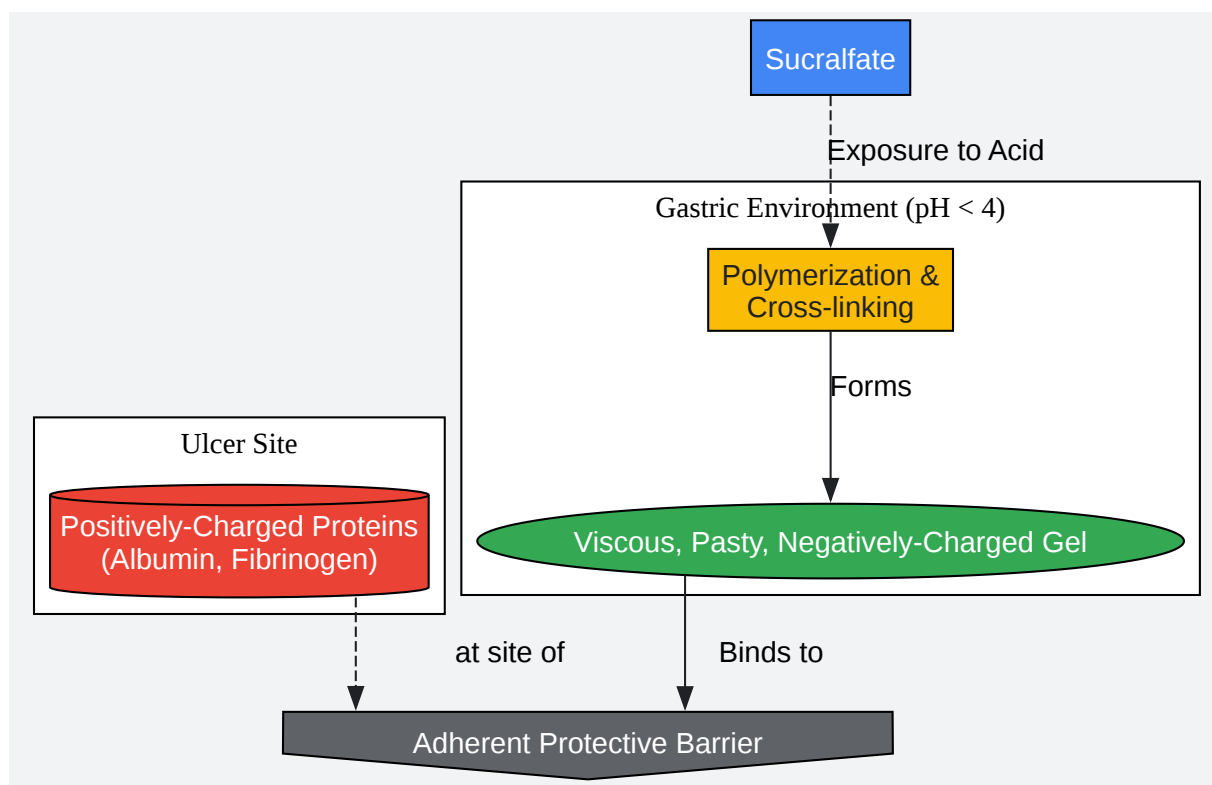 Sucralfate
Exposure to Acid
Gastric Environment (pH < 4)
Polymerization &
Cross-linking
Forms
Ulcer Site
Positively-Charged Proteins
(Albumin, Fibrinogen)
Viscous, Pasty, Negatively-Charged Gel
at site of
Binds to
Adherent Protective Barrier